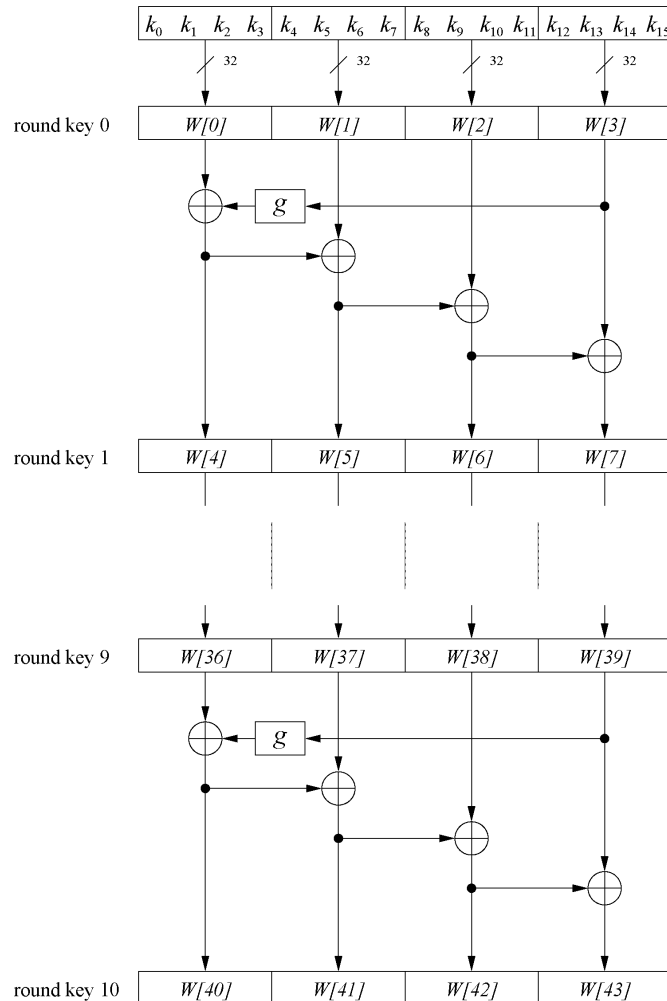 k0 k1 k2 k3 k4 k5 k6 k7 k8 k9 k10 k11 k12 k13 k14 k15
32 32 32 32
round key 0 W[0] W[1] W[2] W[3]
g
round key 1 W[4] W[5] W[6] W[7]
round key 9 W[36] W[37] W[38] W[39]
g
round key 10 W[40] W[41] W[42] W[43]